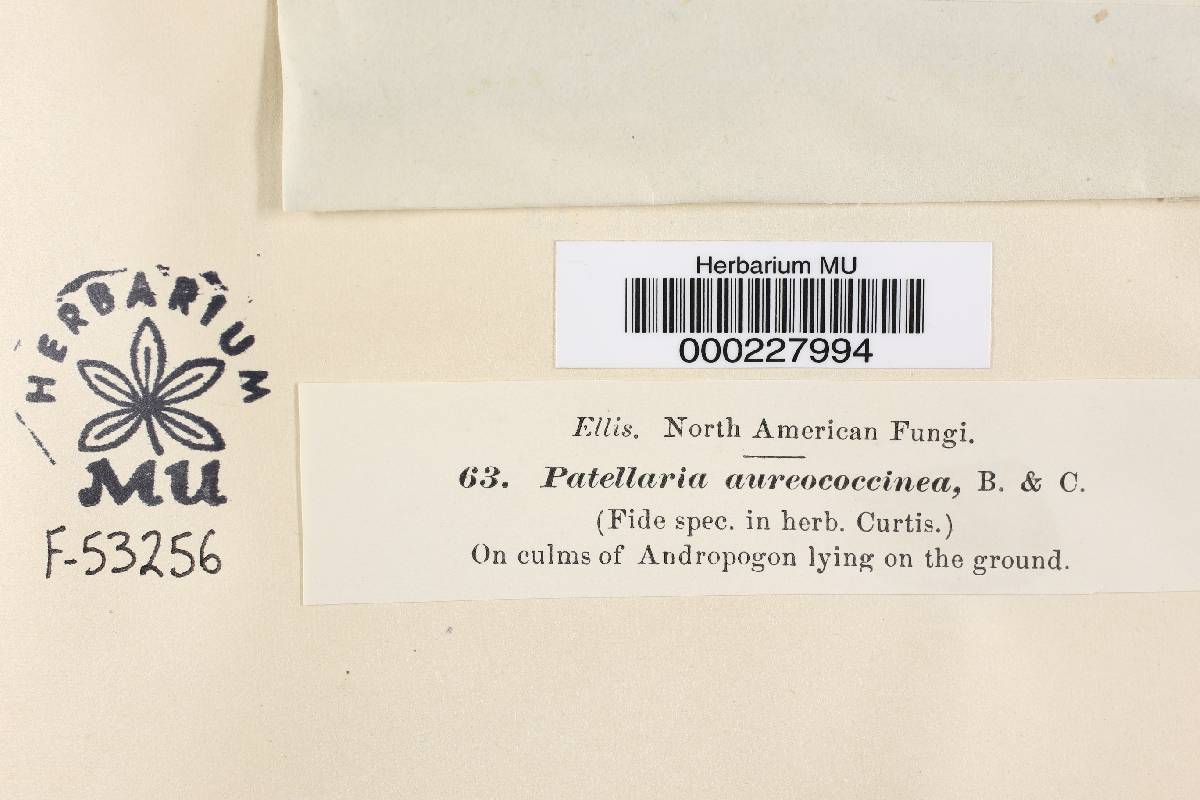 Herbarium MU
000227994
HERBARIUM
MU
F-53256
Ellis. North American Fungi.
63. Patellaria aureococcinea, B. & C.
(Fide spec. in herb. Curtis.)
On culms of Andropogon lying on the ground.